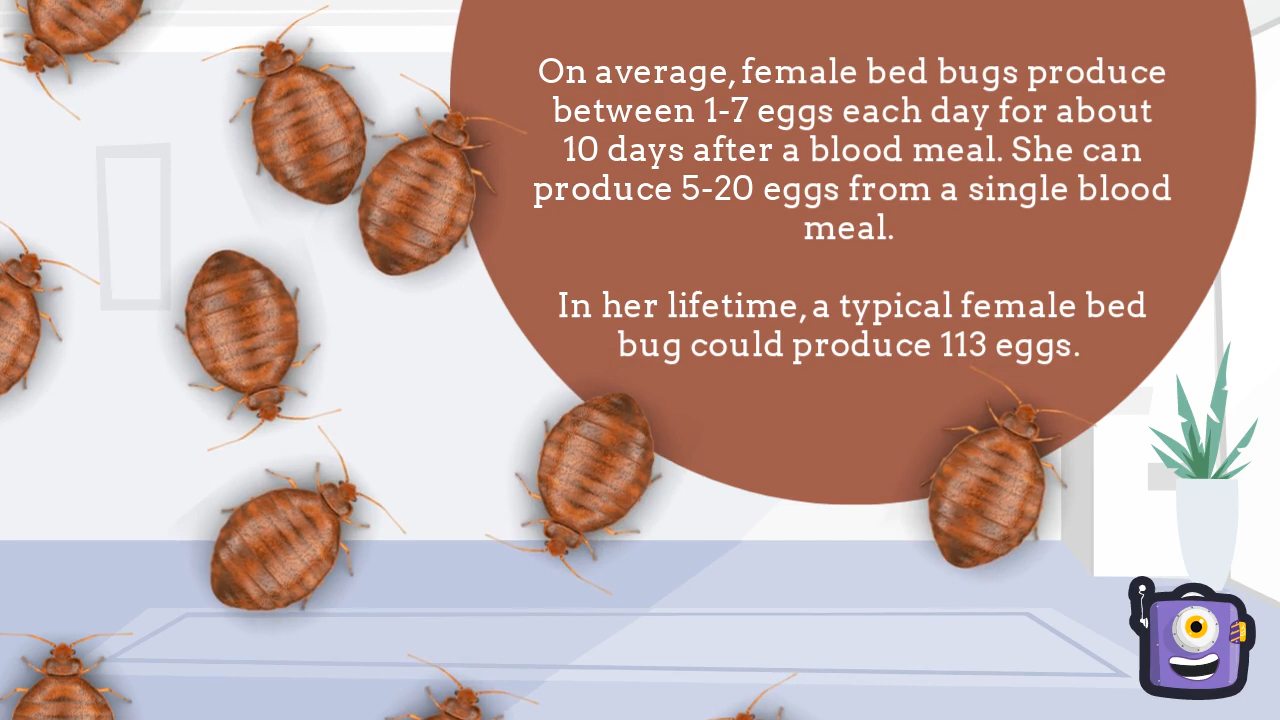 On average, female bed bugs produce
between 1-7 eggs each day for about
10 days after a blood meal. She can
produce 5-20 eggs from a single blood
meal.
In her lifetime, a typical female bed
bug could produce 113 eggs.